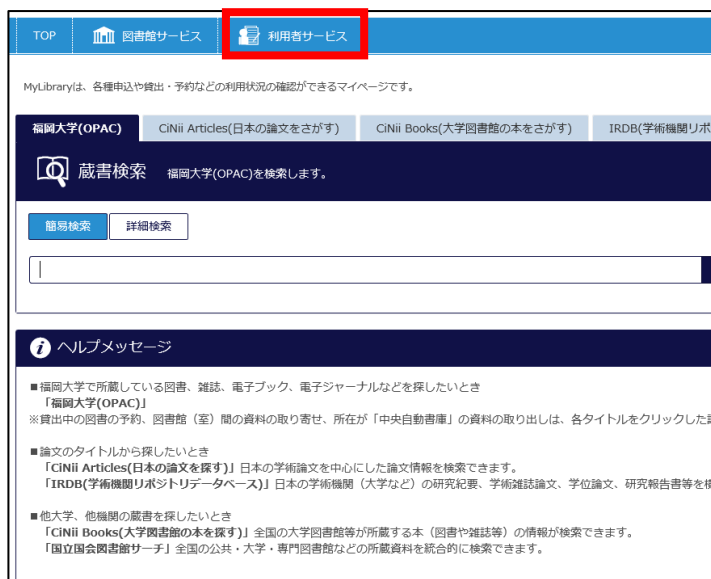 TOP 図書館サービス 利用者サービス
MyLibraryは、各種申込や貸出・予約などの利用状況の確認ができるマイページです。
福岡大学(OPAC) CiNii Articles(日本の論文をさがす) CiNii Books(大学図書館の本をさがす) IRDB(学術機関リポ
蔵書検索 福岡大学(OPAC)を検索します。
簡易検索 詳細検索
ヘルプメッセージ
■福岡大学で所蔵している図書、雑誌、電子ブック、電子ジャーナルなどを探したいとき
「福岡大学(OPAC)」
※貸出中の図書の予約、図書館（室）間の資料の取り寄せ、所在が「中央自動書庫」の資料の取り出しは、各タイトルをクリックした
■論文のタイトルから探したいとき
「CiNii Articles(日本の論文を探す)」日本の学術論文を中心にした論文情報を検索できます。
「IRDB(学術機関リポジトリデータベース)」日本の学術機関（大学など）の研究紀要、学術雑誌論文、学位論文、研究報告書等を
■他大学、他機関の蔵書を探したいとき
「CiNii Books(大学図書館の本を探す)」全国の大学図書館等が所蔵する本（図書や雑誌等）の情報が検索できます。
「国立国会図書館サーチ」全国の公共・大学・専門図書館などの所蔵資料を統合的に検索できます。